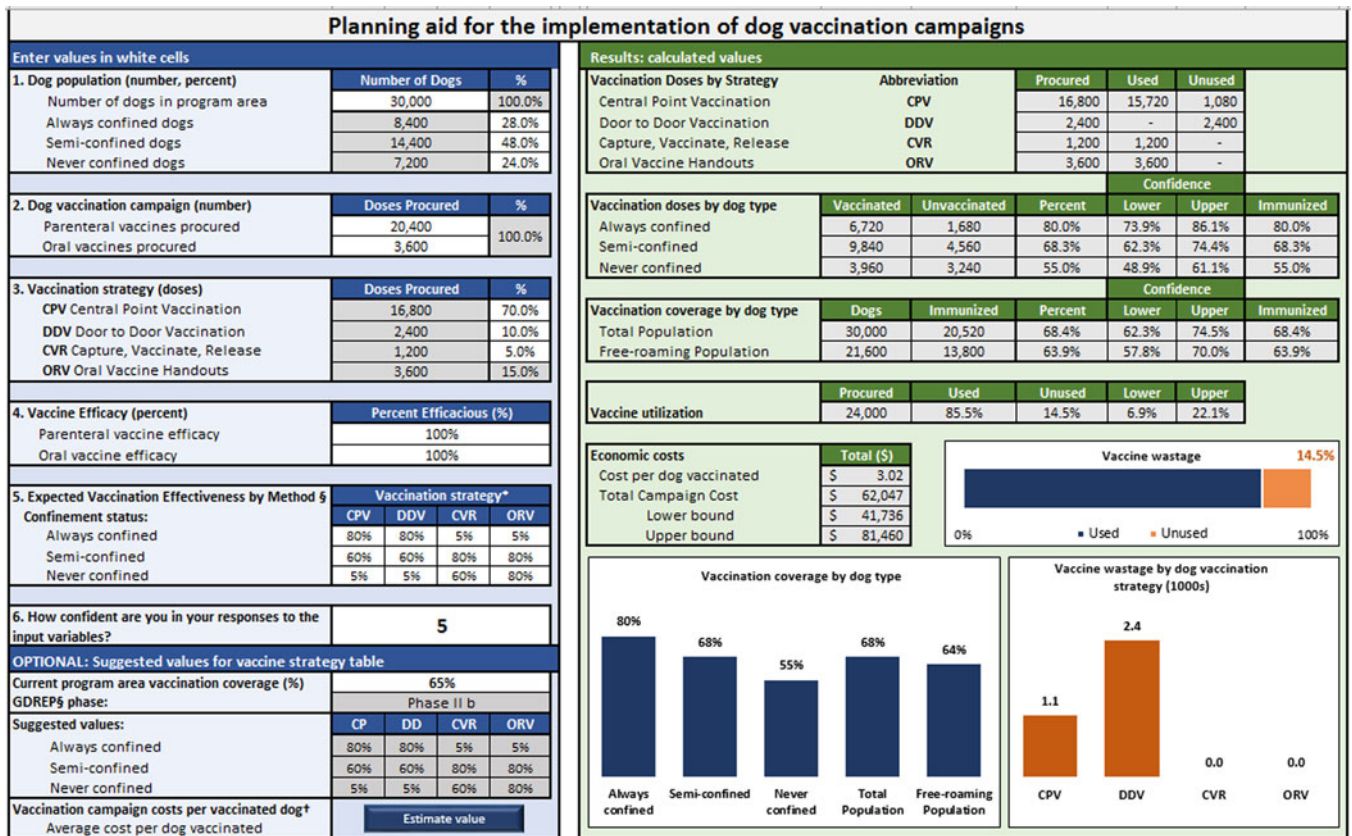 Planning aid for the implementation of dog vaccination campaigns
Enter values in white cells
1. Dog population (number, percent) Number of Dogs %
Number of dogs in program area 30,000 100.0%
Always confined dogs 8,400 28.0%
Semi-confined dogs 14,400 48.0%
Never confined dogs 7,200 24.0%
2. Dog vaccination campaign (number) Doses Procured %
Parenteral vaccines procured 20,400 100.0%
Oral vaccines procured 3,600
3. Vaccination strategy (doses) Doses Procured %
CPV Central Point Vaccination 16,800 70.0%
DDV Door to Door Vaccination 2,400 10.0%
CVR Capture, Vaccinate, Release 1,200 5.0%
ORV Oral Vaccine Handouts 3,600 15.0%
4. Vaccine Efficacy (percent) Percent Efficacious (%)
Parenteral vaccine efficacy 100%
Oral vaccine efficacy 100%
5. Expected Vaccination Effectiveness by Method § Vaccination strategy*
Confinement status: CPV DDV CVR ORV
Always confined 80% 80% 5% 5%
Semi-confined 60% 60% 80% 80%
Never confined 5% 5% 60% 80%
6. How confident are you in your responses to the
input variables? 5
OPTIONAL: Suggested values for vaccine strategy table
Current program area vaccination coverage (%) 65%
GDREP§ phase: Phase II b
Suggested values: CP DD CVR ORV
Always confined 80% 80% 5% 5%
Semi-confined 60% 60% 80% 80%
Never confined 5% 5% 60% 80%
Vaccination campaign costs per vaccinated dog†
Average cost per dog vaccinated Estimate value
Results: calculated values
Vaccination Doses by Strategy Abbreviation Procured Used Unused
Central Point Vaccination CPV 16,800 15,720 1,080
Door to Door Vaccination DDV 2,400 - 2,400
Capture, Vaccinate, Release CVR 1,200 1,200 -
Oral Vaccine Handouts ORV 3,600 3,600 -
Confidence
Vaccination doses by dog type Vaccinated Unvaccinated Percent Lower Upper Immunized
Always confined 6,720 1,680 80.0% 73.9% 86.1% 80.0%
Semi-confined 9,840 4,560 68.3% 62.3% 74.4% 68.3%
Never confined 3,960 3,240 55.0% 48.9% 61.1% 55.0%
Confidence
Vaccination coverage by dog type Dogs Immunized Percent Lower Upper Immunized
Total Population 30,000 20,520 68.4% 62.3% 74.5% 68.4%
Free-roaming Population 21,600 13,800 63.9% 57.8% 70.0% 63.9%
Procured Used Unused Lower Upper
Vaccine utilization 24,000 85.5% 14.5% 6.9% 22.1%
Economic costs Total ($)
Cost per dog vaccinated $ 3.02
Total Campaign Cost $ 62,047
Lower bound $ 41,736
Upper bound $ 81,460
Vaccine wastage 14.5%
0% Used Unused 100%
Vaccination coverage by dog type
80% 68% 55% 68% 64%
Always confined Semi-confined Never confined Total Population Free-roaming Population
Vaccine wastage by dog vaccination
strategy (1000s)
1.1 2.4 0.0 0.0
CPV DDV CVR ORV